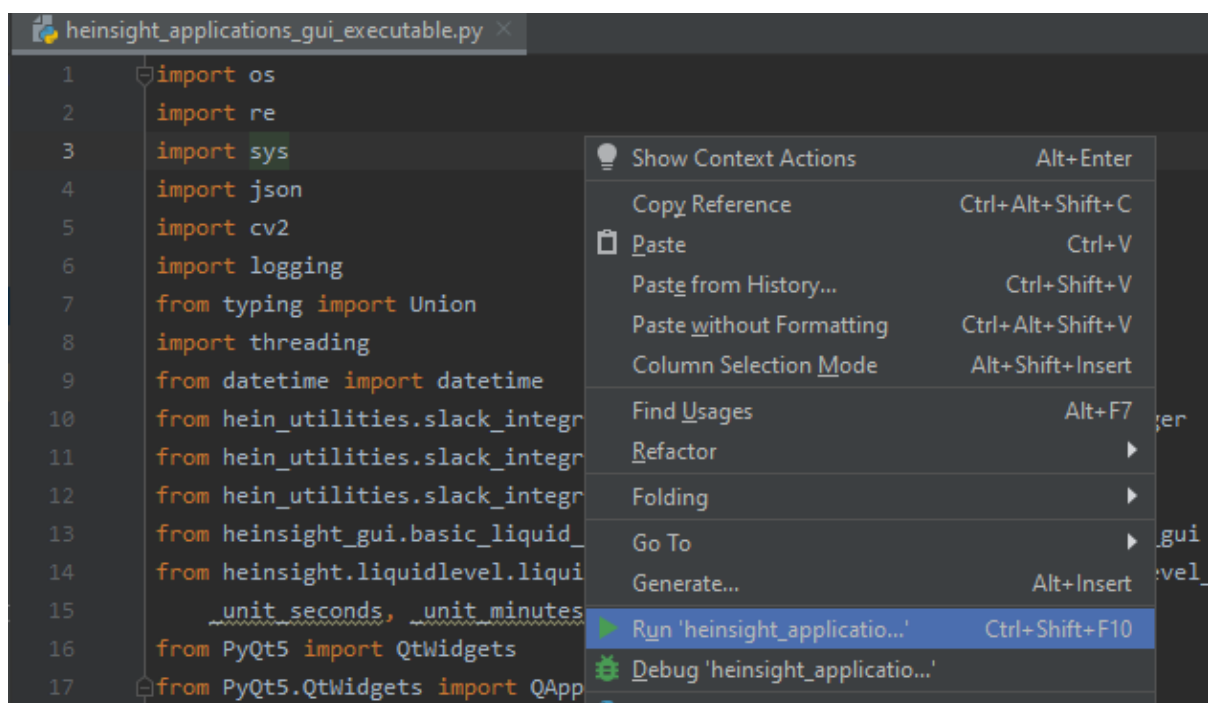 heinsight_applications_gui_executable.py
1 import os
2 import re
3 import sys
Show Context Actions Alt+Enter
4 import json
Copy Reference Ctrl+Alt+Shift+C
5 import cv2
Paste Ctrl+V
6 import logging
Paste from History... Ctrl+Shift+V
7 from typing import Union
Paste without Formatting Ctrl+Alt+Shift+V
8 import threading
Column Selection Mode Alt+Shift+Insert
9 from datetime import datetime
10 from hein_utilities.slack_integr
Find Usages Alt+F7
ger
11 from hein_utilities.slack_integr
Refactor
12 from hein_utilities.slack_integr
Folding
13 from heinsight_gui.basic_liquid_
Go To
_gui
14 from heinsight.liquidlevel.liqui
Generate... Alt+Insert
vel_
15 _unit_seconds, _unit_minutes
Run 'heinsight_applicatio...' Ctrl+Shift+F10
16 from PyQt5 import QtWidgets
Debug 'heinsight_applicatio...'
17 from PyQt5.QtWidgets import QApp